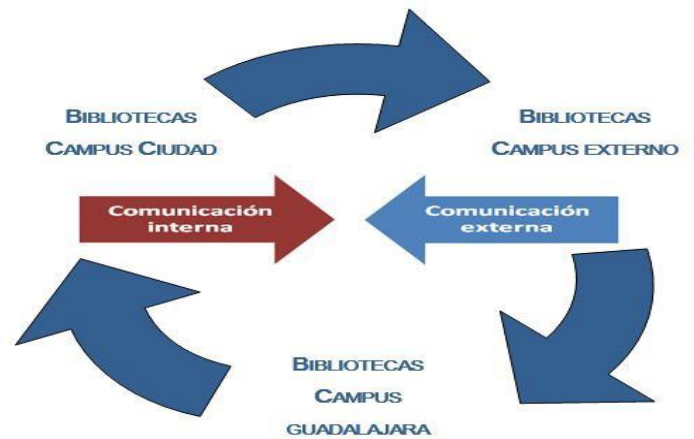 BIBLIOTECAS
CAMPUS CIUDAD
BIBLIOTECAS
CAMPUS EXTERNO
Comunicación
interna
Comunicación
externa
BIBLIOTECAS
CAMPUS
GUADALAJARA